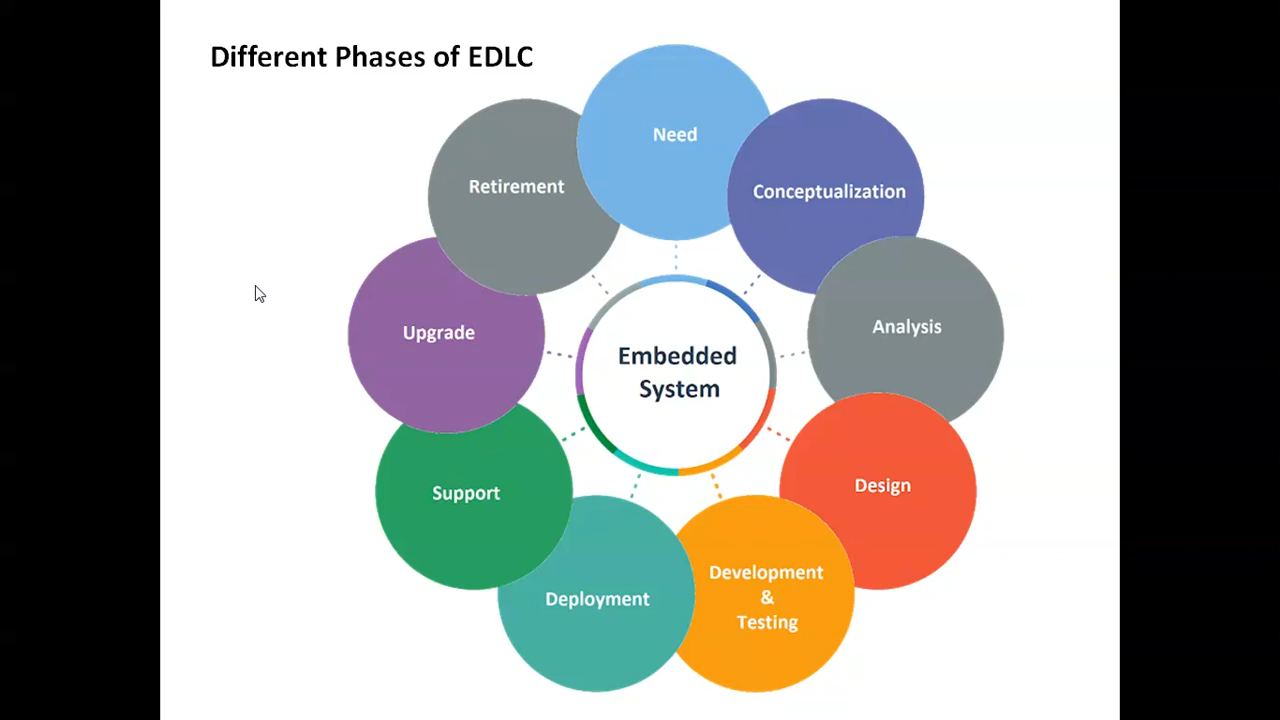 Different Phases of EDLC
Need
Conceptualization
Analysis
Design
Development
&
Testing
Deployment
Support
Upgrade
Retirement
Embedded
System